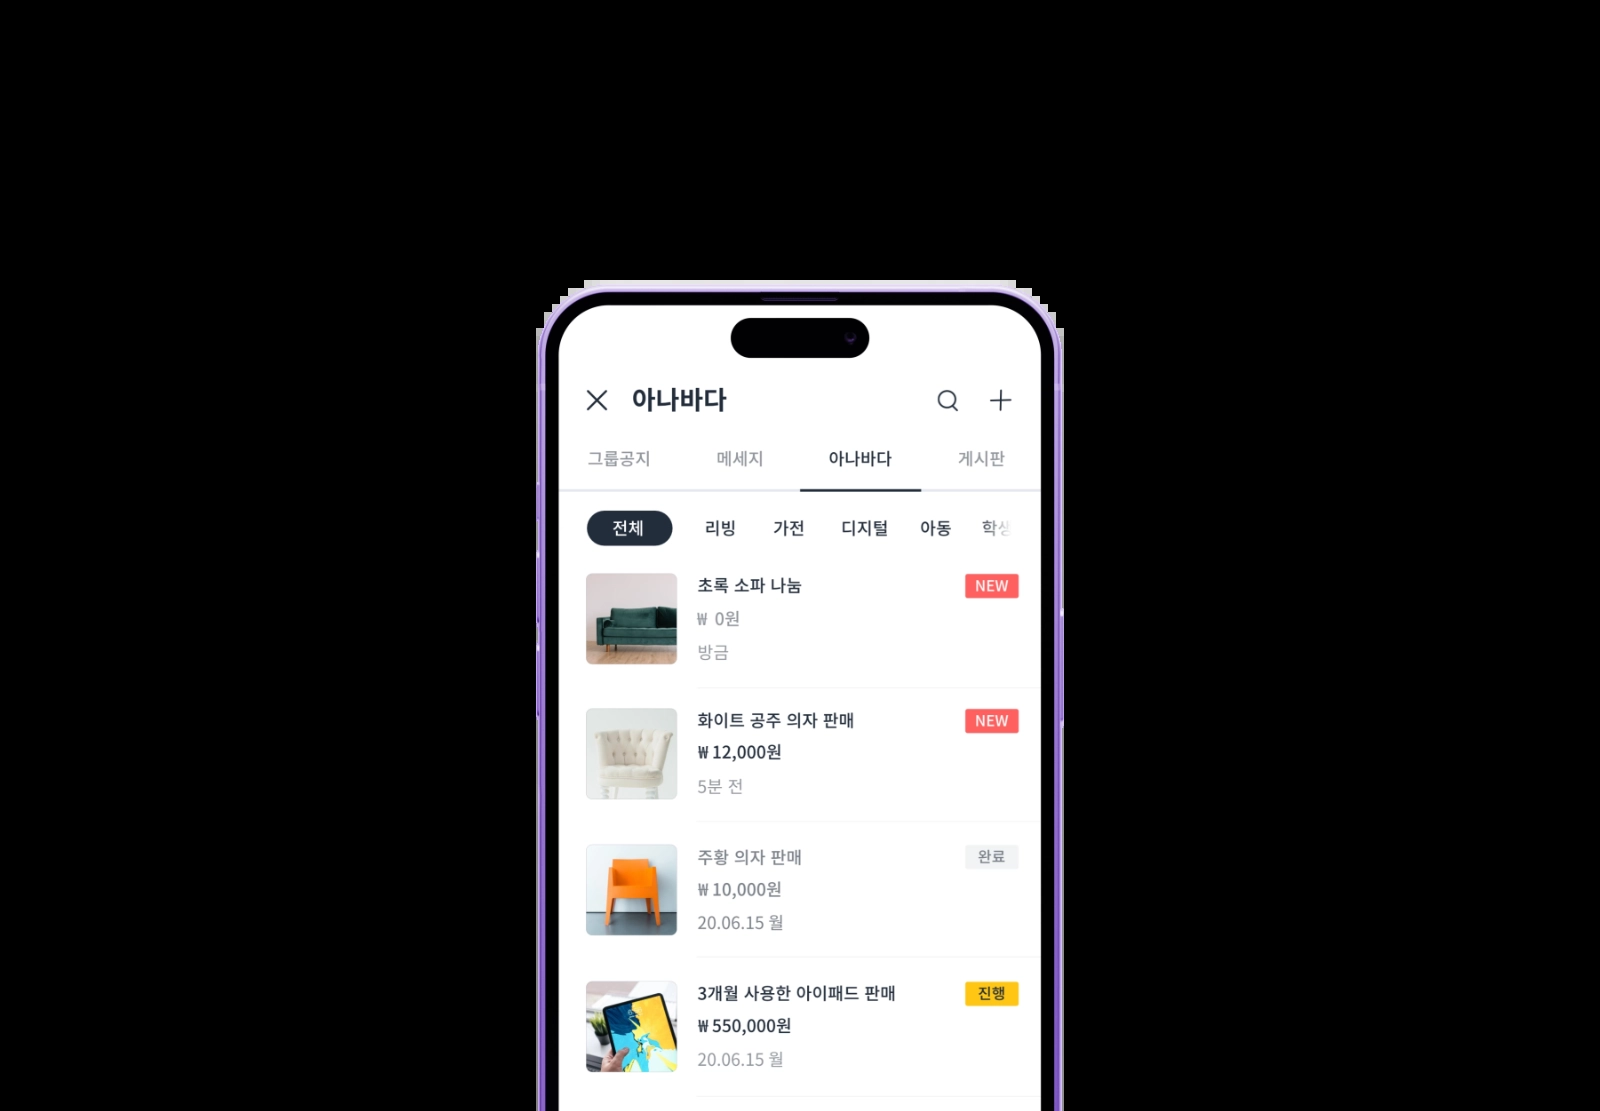 아나바다
그룹공지 메세지 아나바다 게시판
전체 리빙 가전 디지털 아동
초록 소파 나눔 NEW
₩ 0원
방금
화이트 공주 의자 판매 NEW
₩ 12,000원
5분 전
주황 의자 판매 완료
₩ 10,000원
20.06.15 월
3개월 사용한 아이패드 판매 진행
₩ 550,000원
20.06.15 월